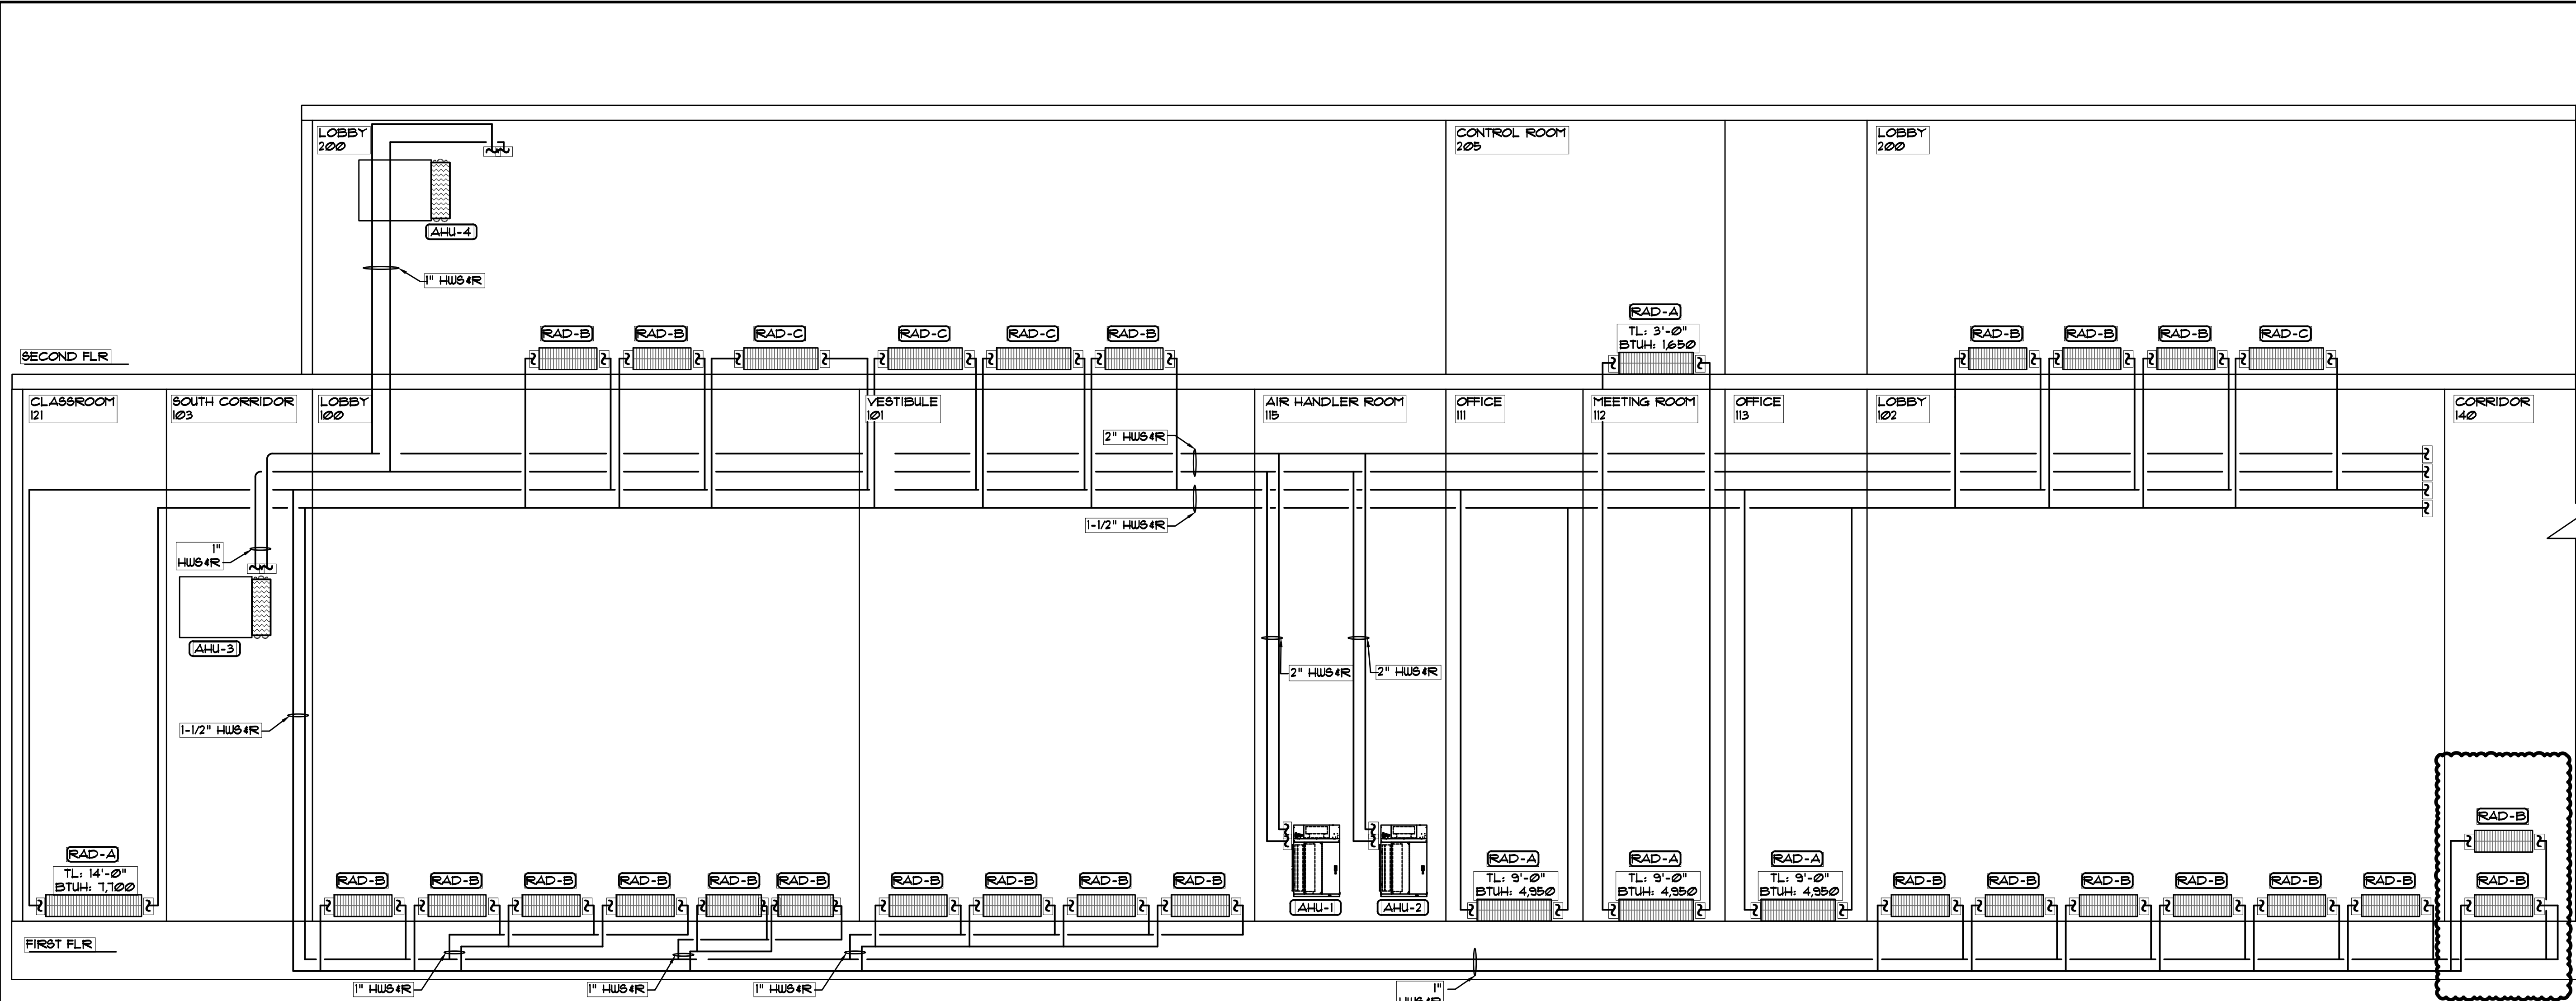 LOBBY
200
CONTROL ROOM
205
LOBBY
200
AHU-4
1" HWS&R
RAD-A
TL: 3'-0"
BTUH: 1,650
RAD-B
RAD-B
RAD-C
RAD-C
RAD-C
RAD-B
RAD-B
RAD-B
RAD-B
RAD-C
SECOND FLR
CLASSROOM
121
SOUTH CORRIDOR
103
LOBBY
100
VESTIBULE
101
AIR HANDLER ROOM
115
OFFICE
111
MEETING ROOM
112
OFFICE
113
LOBBY
102
CORRIDOR
140
2" HWS&R
1-1/2" HWS&R
1"
HWS&R
AHU-3
2" HWS&R
2" HWS&R
1-1/2" HWS&R
RAD-B
RAD-A
TL: 14'-0"
BTUH: 7,700
RAD-A
TL: 9'-0"
BTUH: 4,950
RAD-A
TL: 9'-0"
BTUH: 4,950
RAD-A
TL: 9'-0"
BTUH: 4,950
RAD-B
RAD-B
RAD-B
RAD-B
RAD-B
RAD-B
RAD-B
RAD-B
RAD-B
RAD-B
AHU-1
AHU-2
RAD-B
RAD-B
RAD-B
RAD-B
RAD-B
RAD-B
RAD-B
FIRST FLR
1" HWS&R
1" HWS&R
1" HWS&R
1"
HWS&R